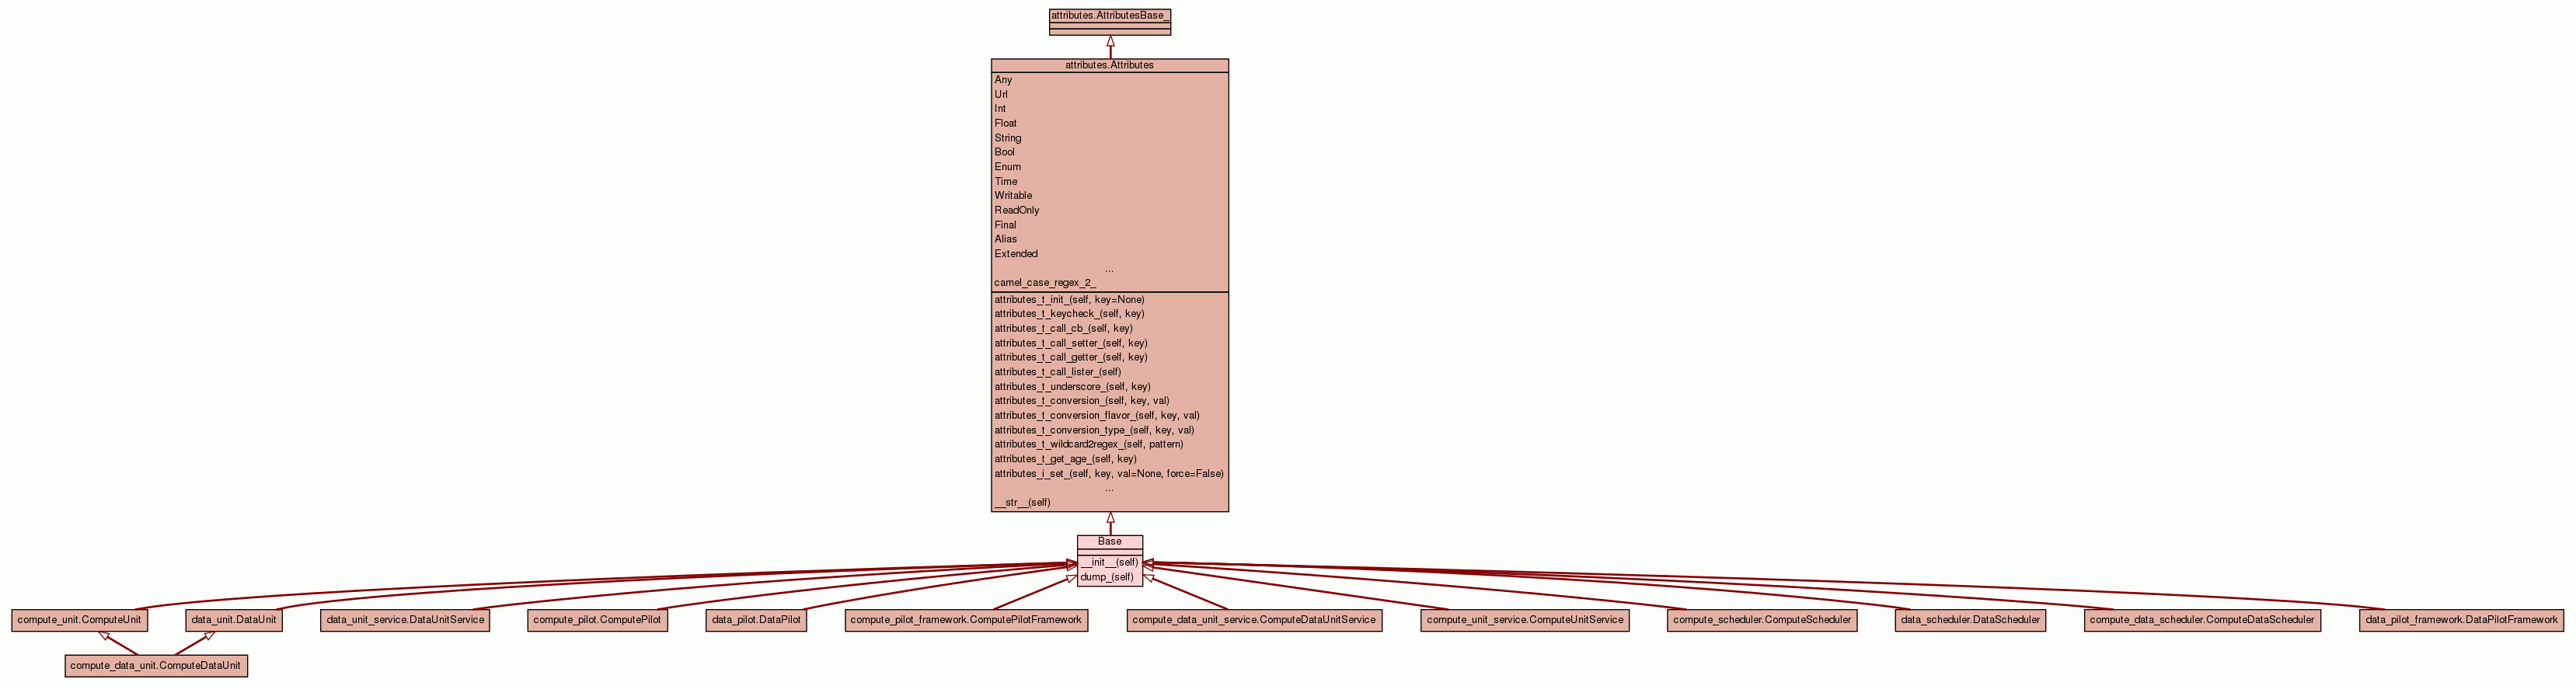 attributes.AttributesBase_
attributes.Attributes
Any
Url
Int
Float
String
Bool
Enum
Time
Writable
ReadOnly
Final
Alias
Extended
...
camel_case_regex_2_
attributes_t_init_(self, key=None)
attributes_t_keycheck_(self, key)
attributes_t_call_cb_(self, key)
attributes_t_call_setter_(self, key)
attributes_t_call_getter_(self, key)
attributes_t_call_lister_(self)
attributes_t_underscore_(self, key)
attributes_t_conversion_(self, key, val)
attributes_t_conversion_flavor_(self, key, val)
attributes_t_conversion_type_(self, key, val)
attributes_t_wildcard2regex_(self, pattern)
attributes_t_get_age_(self, key)
attributes_i_set_(self, key, val=None, force=False)
...
__str__(self)
Base
__init__(self)
dump_(self)
compute_unit.ComputeUnit
data_unit.DataUnit
data_unit_service.DataUnitService
compute_pilot.ComputePilot
data_pilot.DataPilot
compute_pilot_framework.ComputePilotFramework
compute_data_unit_service.ComputeDataUnitService
compute_unit_service.ComputeUnitService
compute_scheduler.ComputeScheduler
data_scheduler.DataScheduler
compute_data_scheduler.ComputeDataScheduler
data_pilot_framework.DataPilotFramework
compute_data_unit.ComputeDataUnit